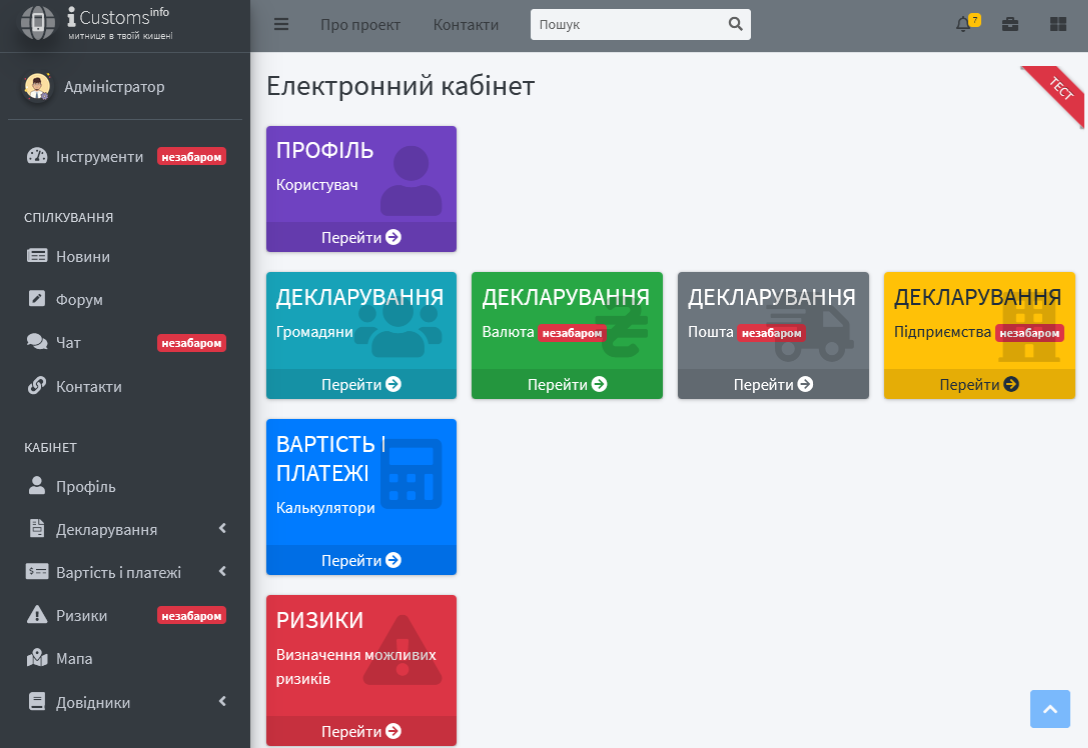 iCustomsinfo
митниця в твоїй кишені
Адміністратор
Інструменти незабаром
СПІЛКУВАННЯ
Новини
Форум
Чат незабаром
Контакти
КАБІНЕТ
Профіль
Декларування
Вартість і платежі
Ризики незабаром
Мапа
Довідники
Про проект Контакти Пошук 7
Електронний кабінет
ТЕСТ
ПРОФІЛЬ
Користувач
Перейти
ДЕКЛАРУВАННЯ
Громадяни
Перейти
ДЕКЛАРУВАННЯ
Валюта незабаром
Перейти
ДЕКЛАРУВАННЯ
Пошта незабаром
Перейти
ДЕКЛАРУВАННЯ
Підприємства незабаром
Перейти
ВАРТІСТЬ І
ПЛАТЕЖІ
Калькулятори
Перейти
РИЗИКИ
Визначення можливих
ризиків
Перейти